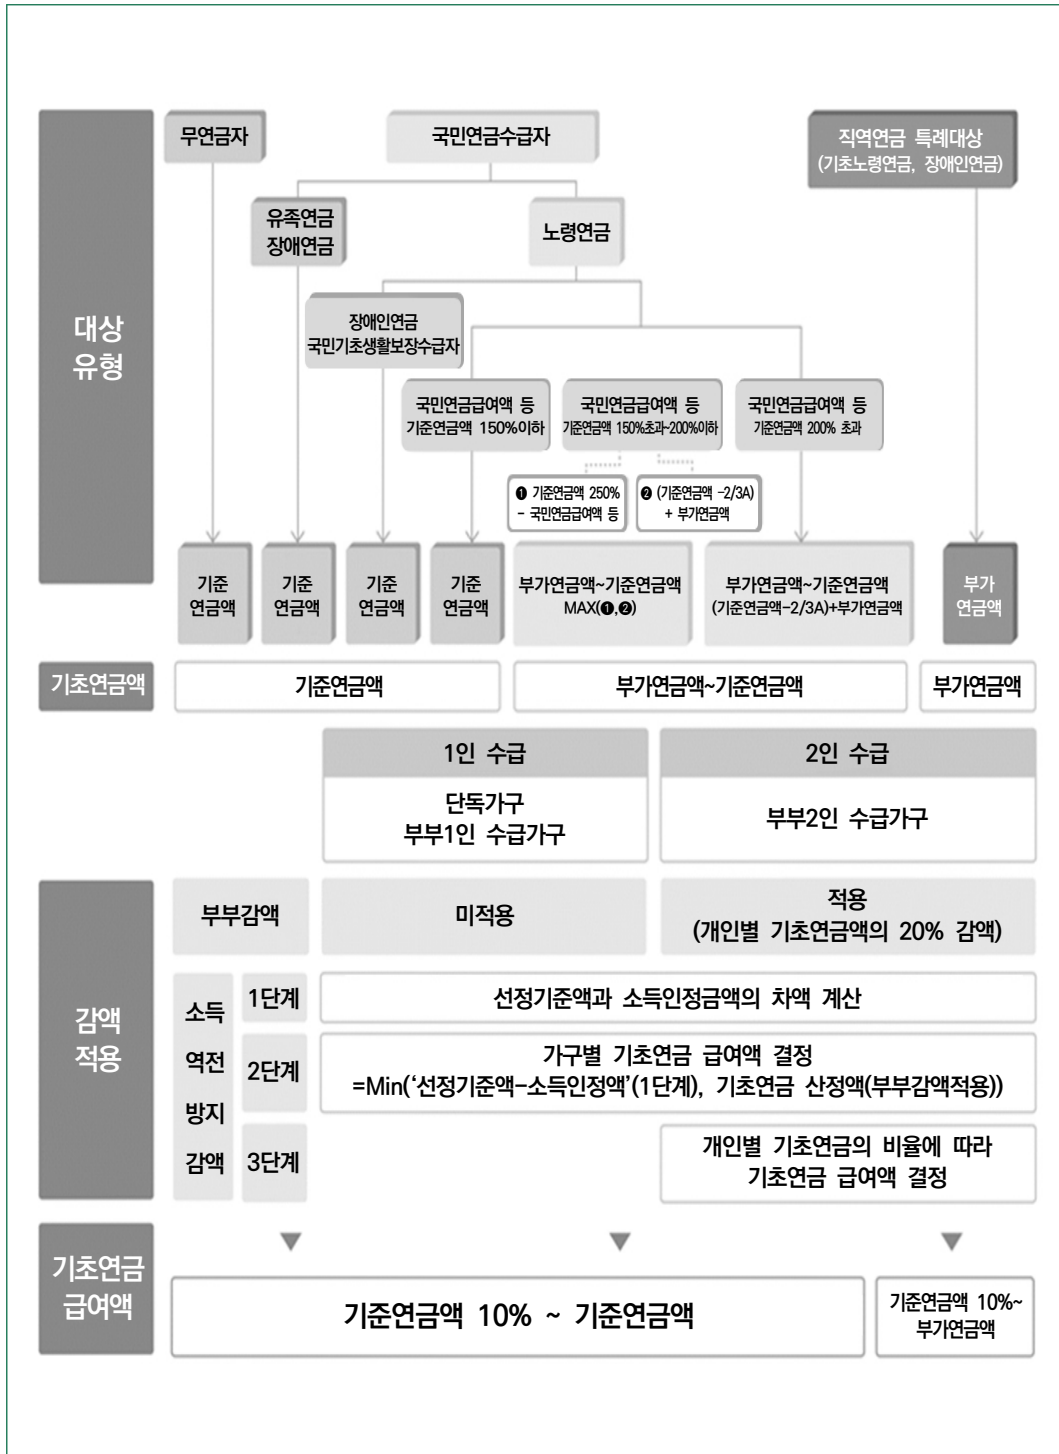 대상
유형
무연금자
국민연금수급자
직역연금 특례대상
(기초노령연금, 장애인연금)
유족연금
장애연금
노령연금
장애인연금
국민기초생활보장수급자
국민연금급여액 등
기준연금액 150%이하
국민연금급여액 등
기준연금액 150%초과~200%이하
국민연금급여액 등
기준연금액 200% 초과
❶ 기준연금액 250%
- 국민연금급여액 등
❷ (기준연금액 -2/3A)
+ 부가연금액
기준
연금액
기준
연금액
기준
연금액
기준
연금액
부가연금액~기준연금액
MAX(❶,❷)
부가연금액~기준연금액
(기준연금액-2/3A)+부가연금액
부가
연금액
기초연금액
기준연금액
부가연금액~기준연금액
부가연금액
1인 수급
2인 수급
단독가구
부부1인 수급가구
부부2인 수급가구
감액
적용
부부감액
미적용
적용
(개인별 기초연금액의 20% 감액)
소득
역전
방지
감액
1단계
선정기준액과 소득인정금액의 차액 계산
2단계
가구별 기초연금 급여액 결정
=Min(‘선정기준액-소득인정액’(1단계), 기초연금 산정액(부부감액적용))
3단계
개인별 기초연금의 비율에 따라
기초연금 급여액 결정
기초연금
급여액
기준연금액 10% ~ 기준연금액
기준연금액 10%~
부가연금액